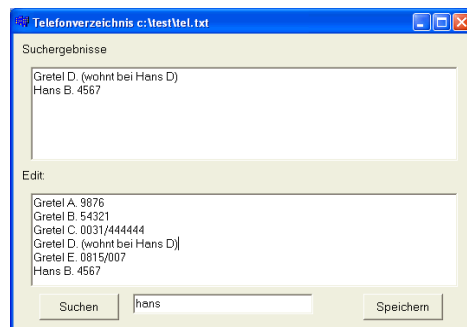 Telefonverzeichnis c:\test\tel.txt
Suchergebnisse
Gretel D. (wohnt bei Hans D)
Hans B. 4567
Edit:
Gretel A. 9876
Gretel B. 54321
Gretel C. 0031/444444
Gretel D. (wohnt bei Hans D)
Gretel E. 0815/007
Hans B. 4567
Suchen hans Speichern